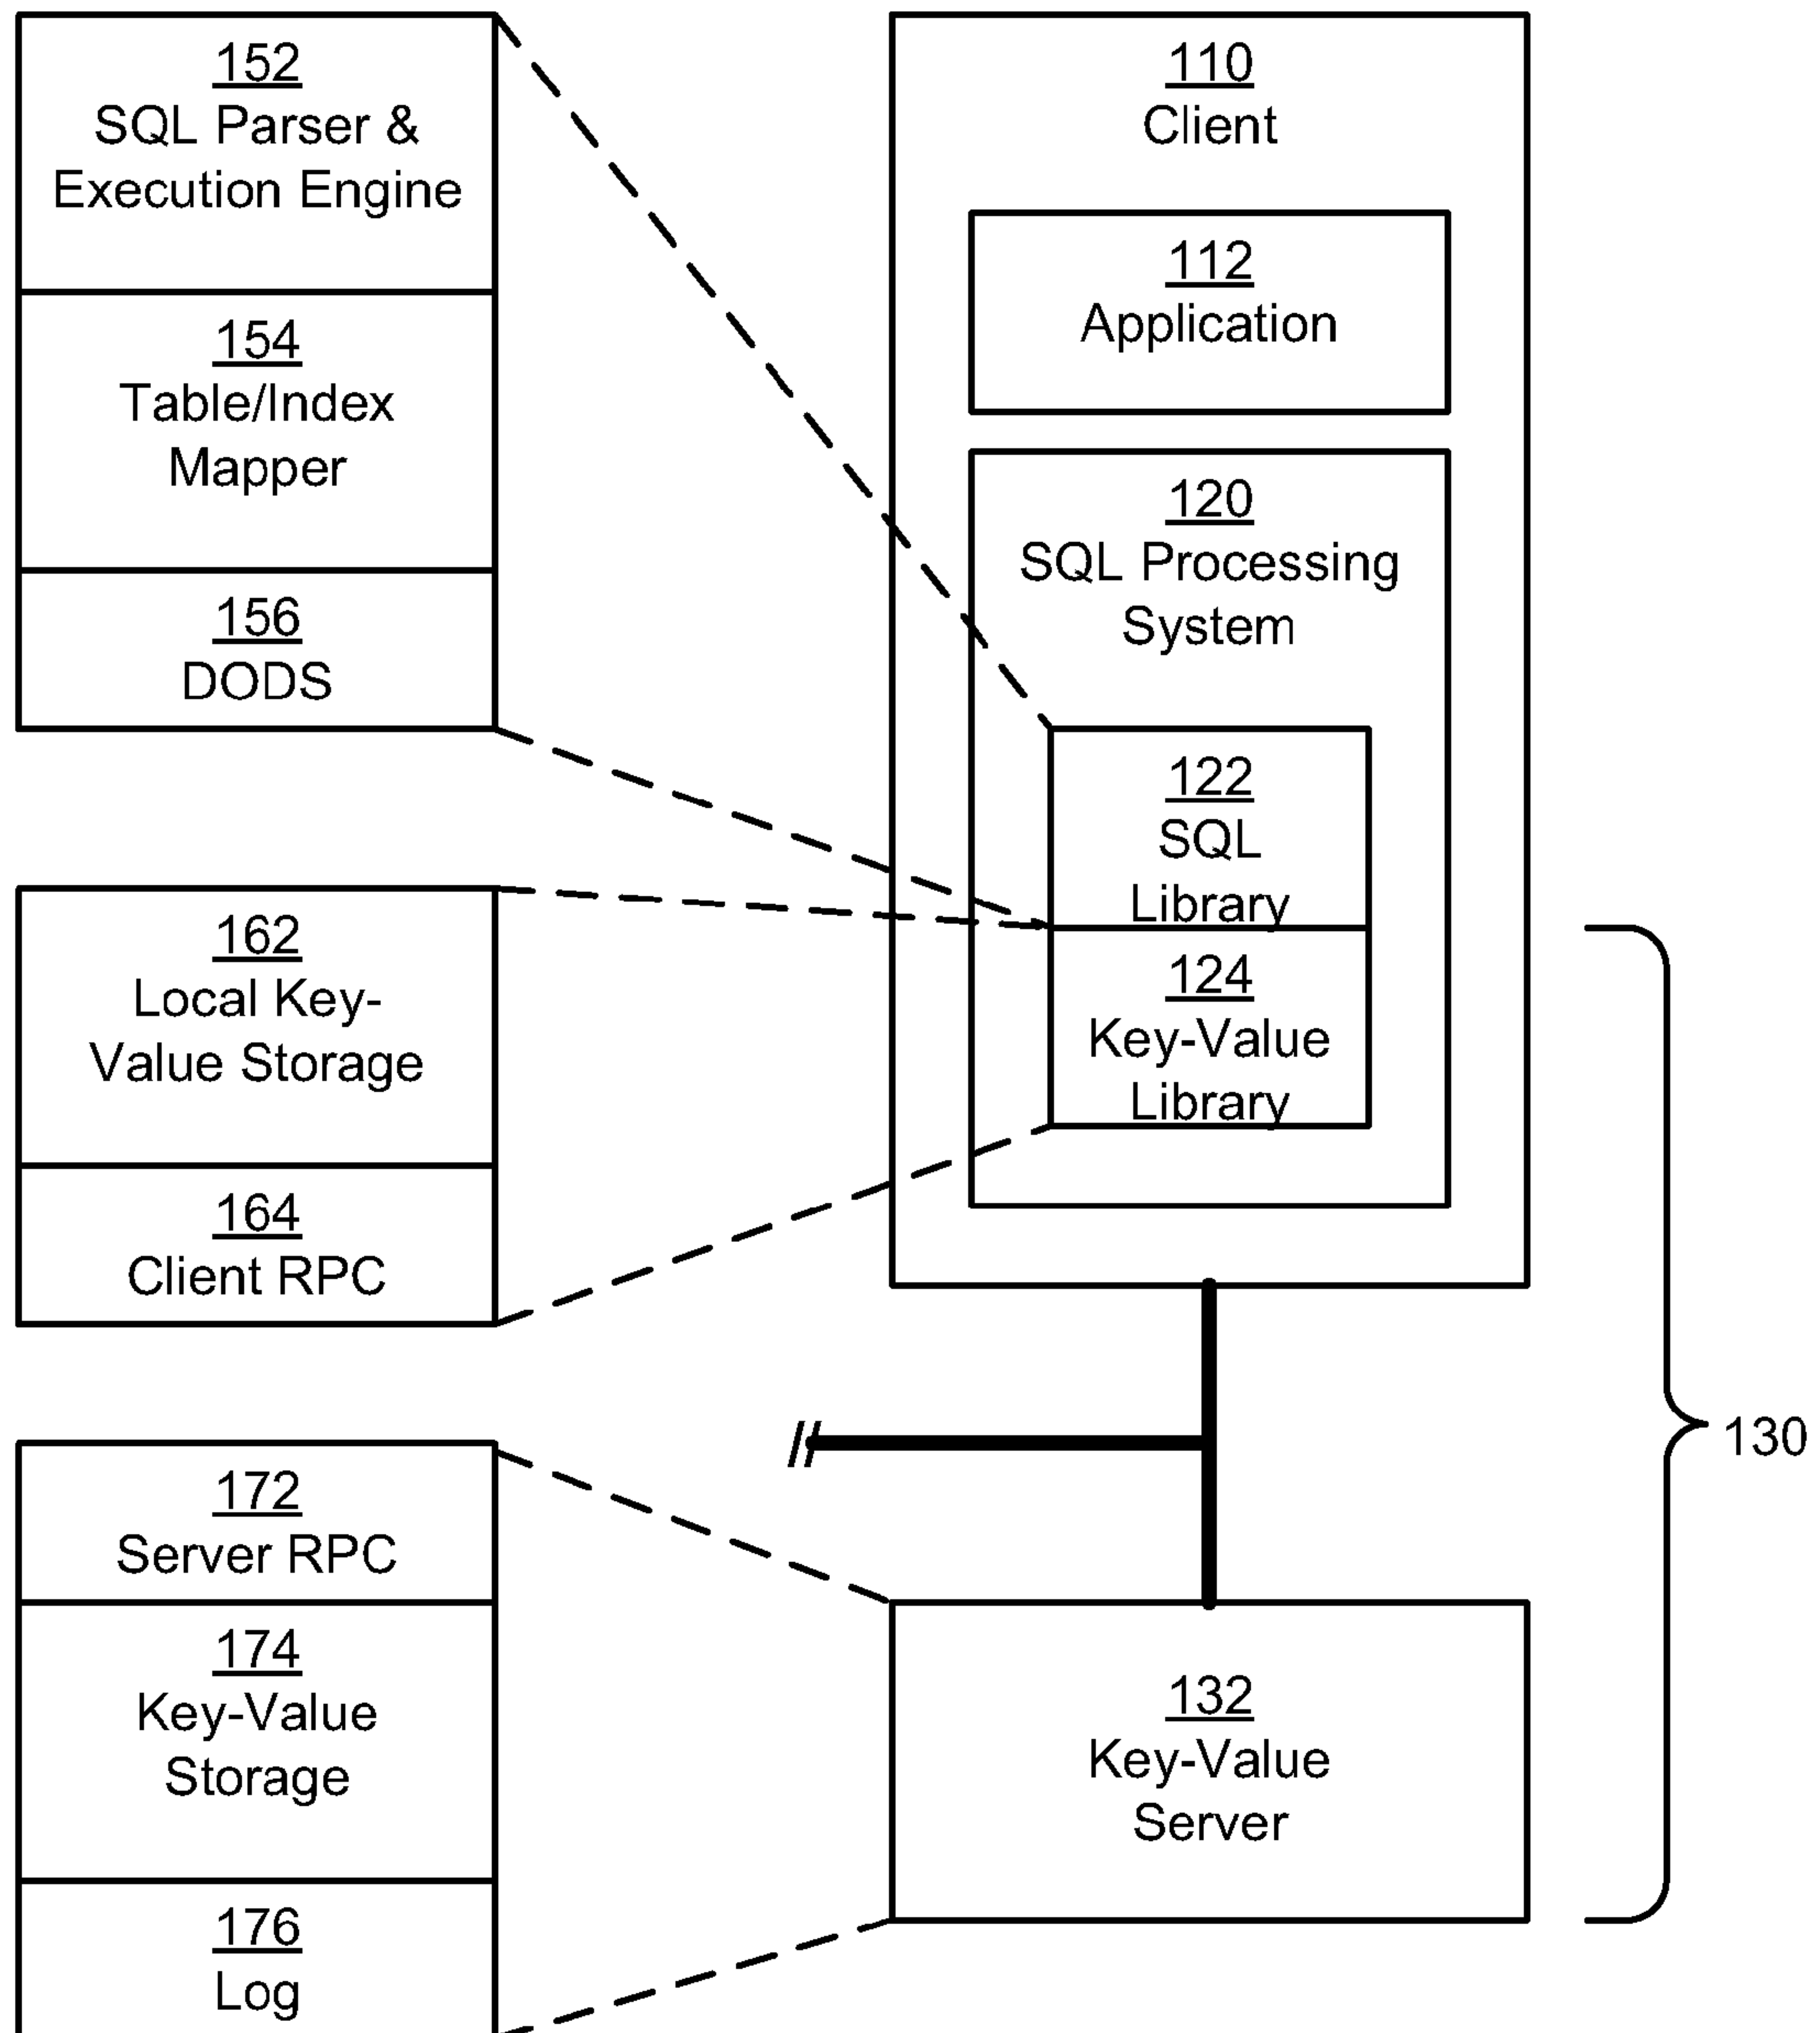 152
SQL Parser &
Execution Engine
154
Table/Index
Mapper
156
DODS
162
Local Key-
Value Storage
164
Client RPC
172
Server RPC
174
Key-Value
Storage
176
Log
110
Client
112
Application
120
SQL Processing
System
122
SQL
Library
124
Key-Value
Library
132
Key-Value
Server
130